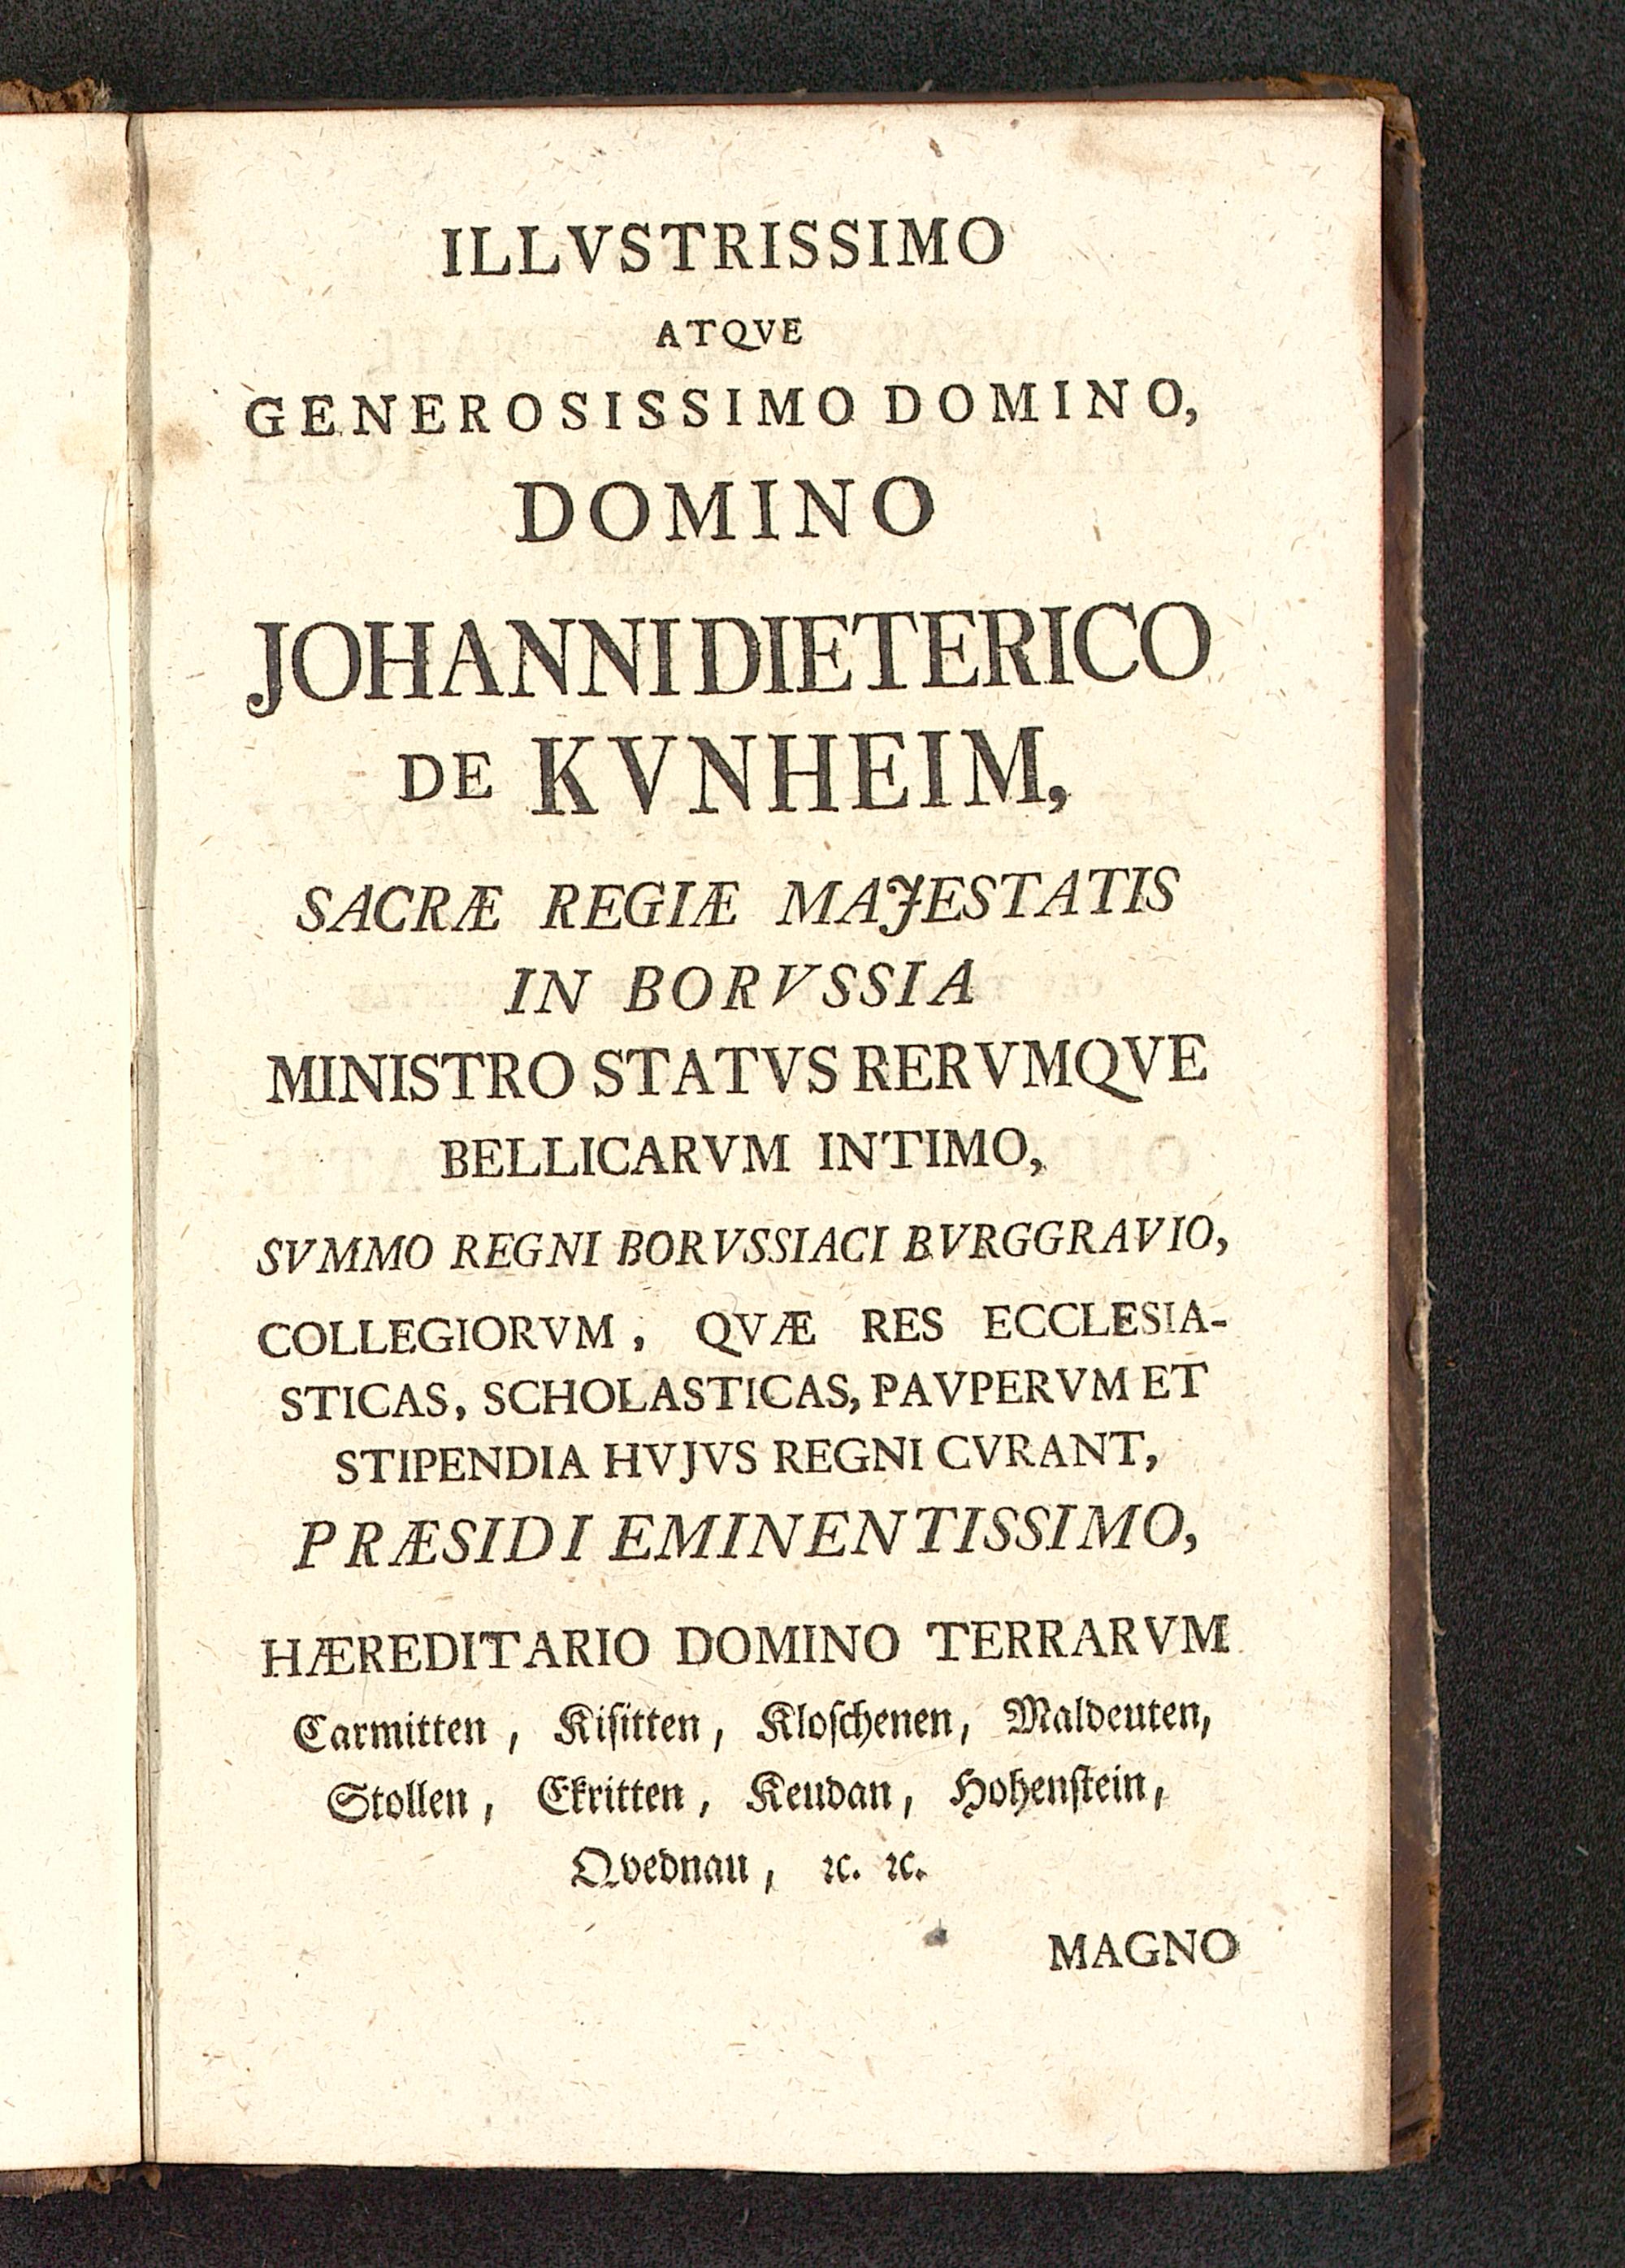 ILLVSTRISSIMO
ATQVE
GENEROSISSIMO DOMINO,
DOMINO
JOHANNI DIETERICO
DE KVNHEIM,
SACRÆ REGIÆ MAJESTATIS
IN BORVSSIA
MINISTRO STATVS RERVMQVE
BELLICARVM INTIMO,
SVMMO REGNI BORVSSIACI BVRGGRAVIO,
COLLEGIORVM, QVÆ RES ECCLESIA-
STICAS, SCHOLASTICAS, PAVPERVM ET
STIPENDIA HVJVS REGNI CVRANT,
PRÆSIDI EMINENTISSIMO,
HÆREDITARIO DOMINO TERRARVM
Carmitten, Kiſitten, Kloſchenen, Maldeuten,
Stollen, Ekritten, Keudan, Hohenſtein,
Qvednau, ꝛc. ꝛc.
MAGNO